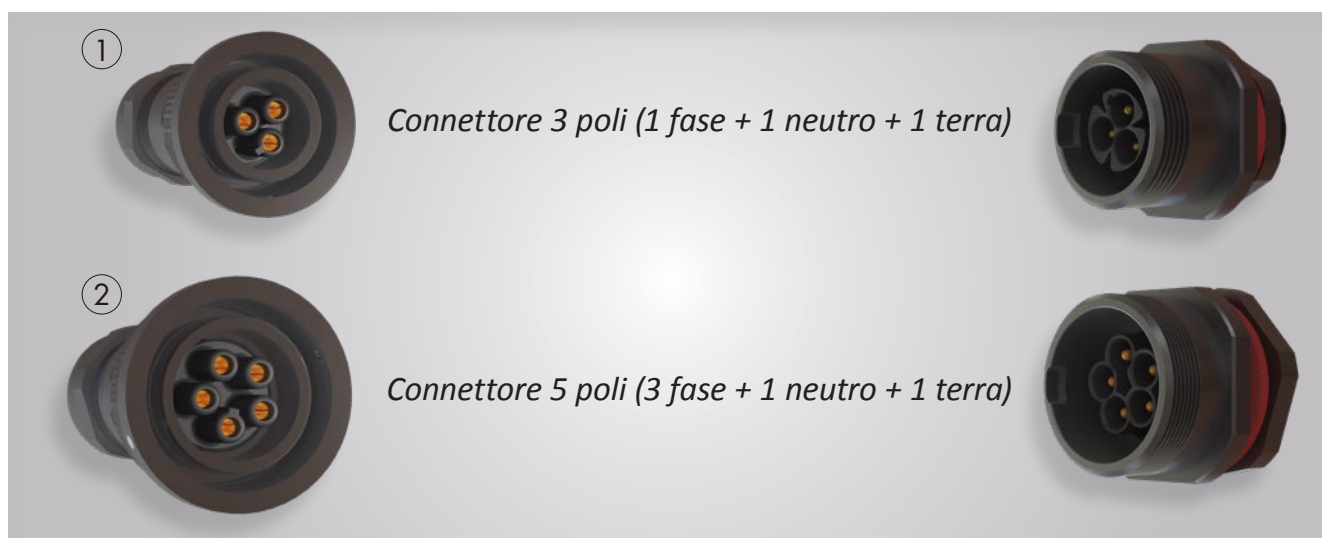 1
Connettore 3 poli (1 fase + 1 neutro + 1 terra)
2
Connettore 5 poli (3 fase + 1 neutro + 1 terra)